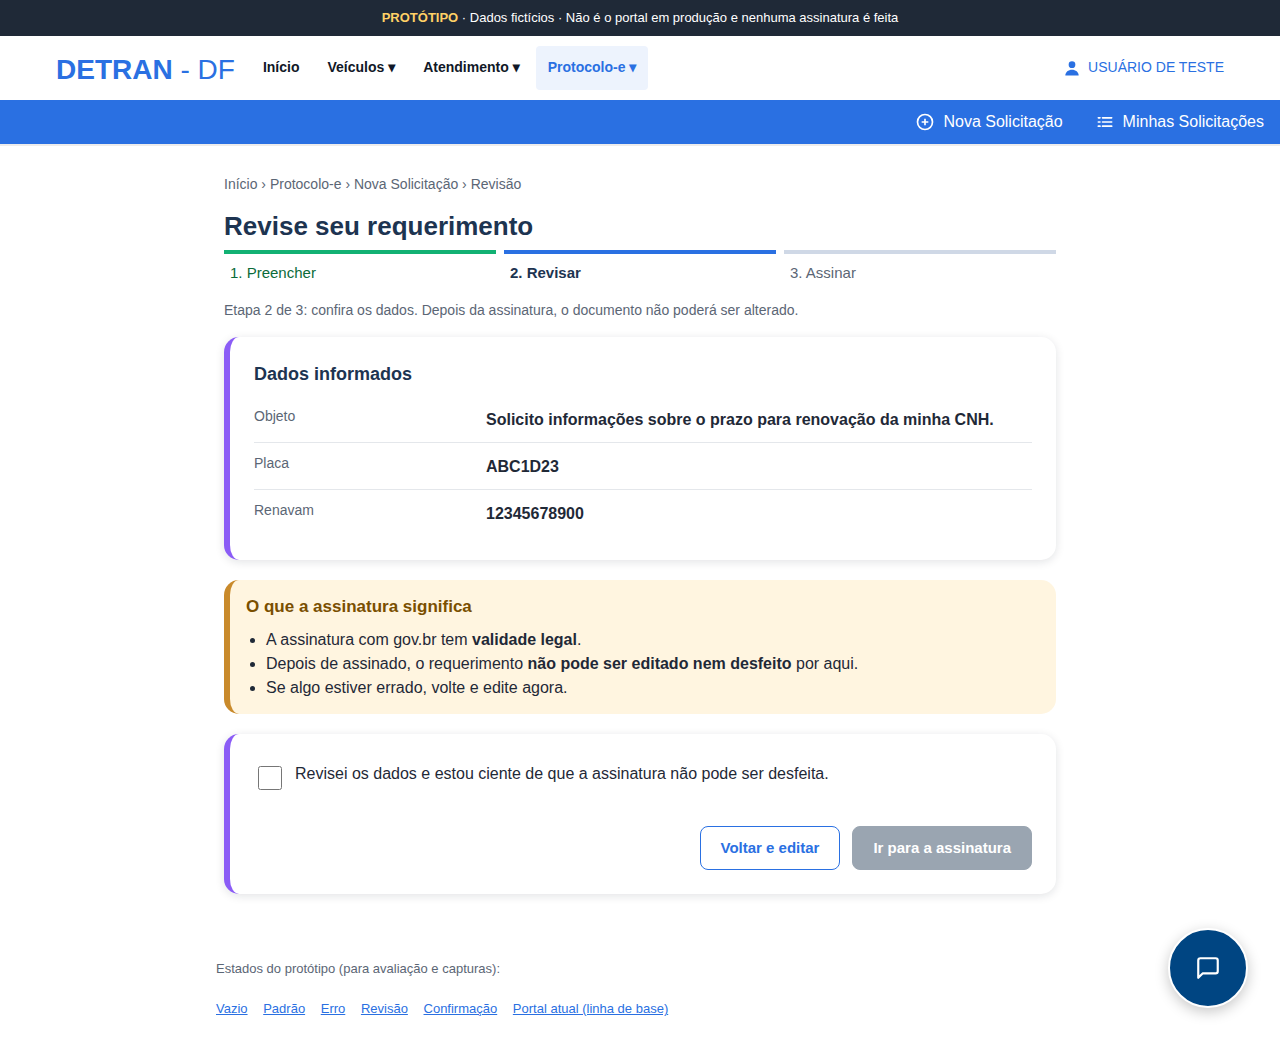 PROTÓTIPO · Dados fictícios · Não é o portal em produção e nenhuma assinatura é feita
DETRAN - DF Início Veículos ▾ Atendimento ▾ Protocolo-e ▾ USUÁRIO DE TESTE
Nova Solicitação Minhas Solicitações
Início › Protocolo-e › Nova Solicitação › Revisão
Revise seu requerimento
1. Preencher 2. Revisar 3. Assinar
Etapa 2 de 3: confira os dados. Depois da assinatura, o documento não poderá ser alterado.
Dados informados
Objeto Solicito informações sobre o prazo para renovação da minha CNH.
Placa ABC1D23
Renavam 12345678900
O que a assinatura significa
• A assinatura com gov.br tem validade legal.
• Depois de assinado, o requerimento não pode ser editado nem desfeito por aqui.
• Se algo estiver errado, volte e edite agora.
Revisei os dados e estou ciente de que a assinatura não pode ser desfeita.
Voltar e editar Ir para a assinatura
Estados do protótipo (para avaliação e capturas):
Vazio Padrão Erro Revisão Confirmação Portal atual (linha de base)